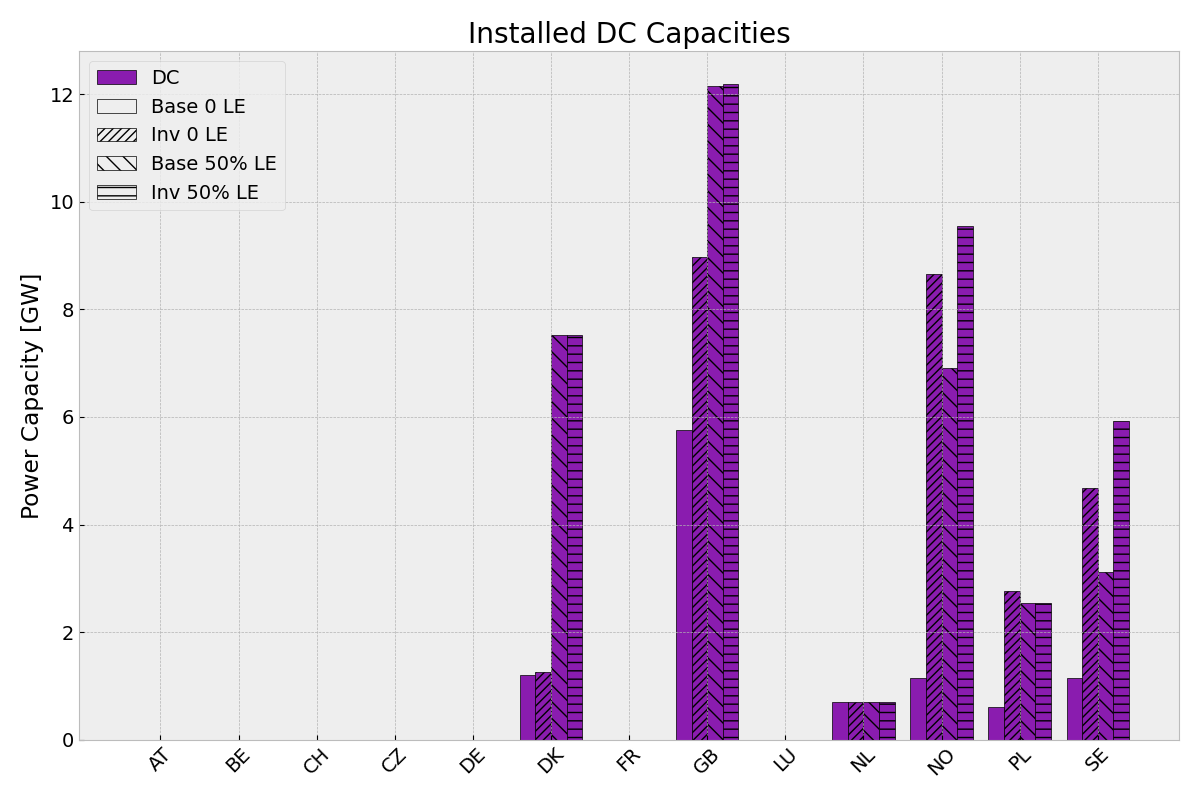 Installed DC Capacities
DC
Base 0 LE
Inv 0 LE
Base 50% LE
Inv 50% LE
Power Capacity [GW]
12
10
8
6
4
2
0
AT BE CH CZ DE DK FR GB LU NL NO PL SE